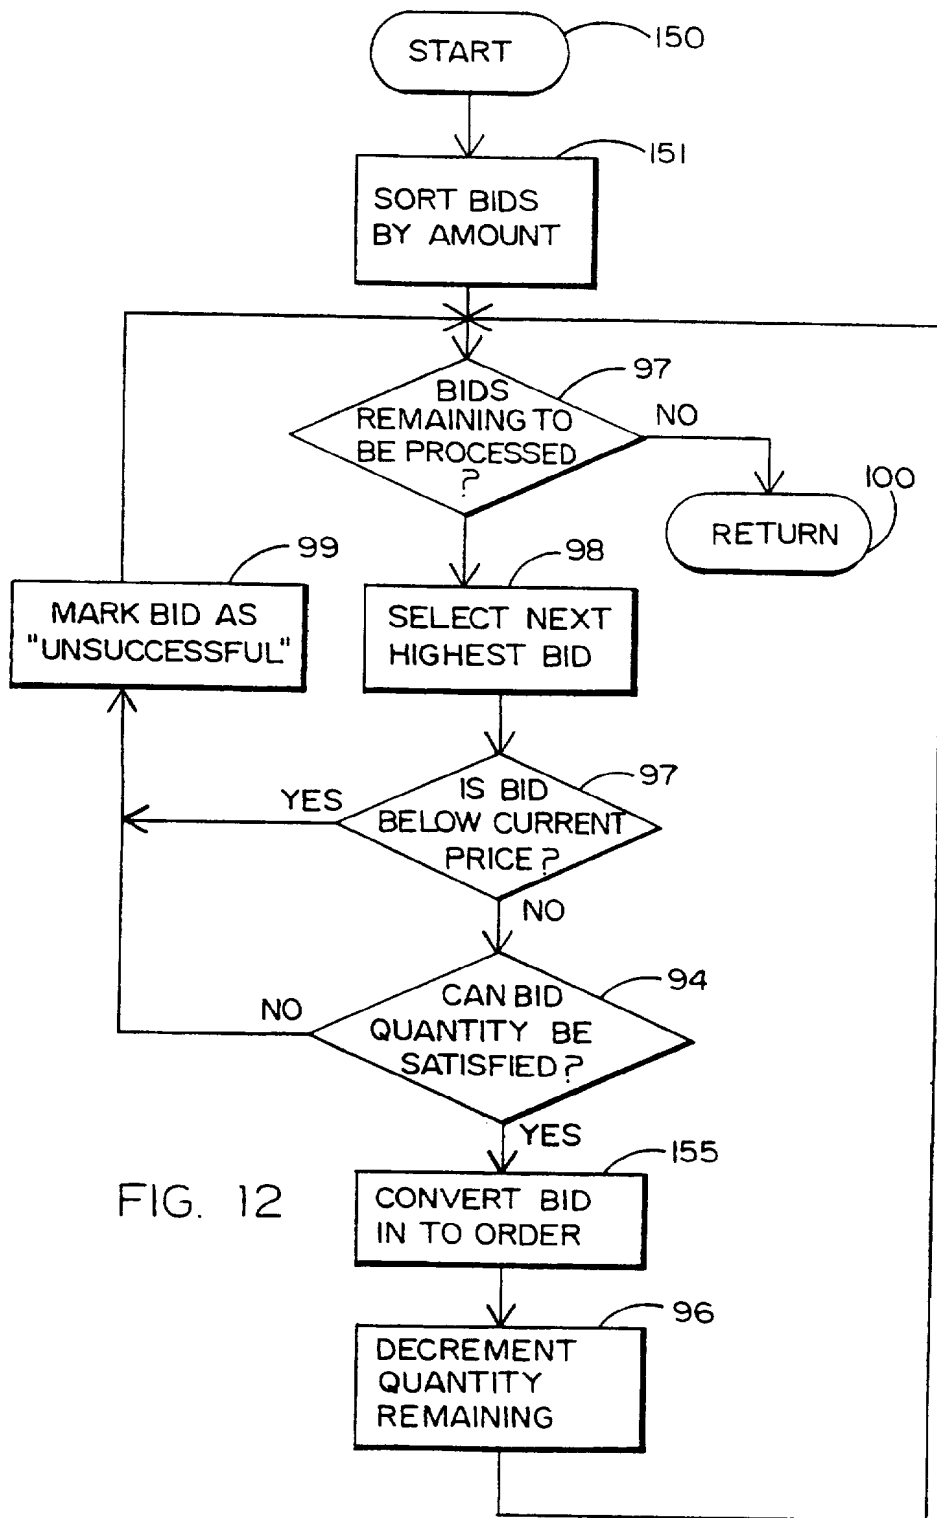 START
150
151
SORT BIDS
BY AMOUNT
97
BIDS
REMAINING TO
BE PROCESSED
?
NO
100
RETURN
99
MARK BID AS
"UNSUCCESSFUL"
98
SELECT NEXT
HIGHEST BID
97
YES
IS BID
BELOW CURRENT
PRICE?
NO
94
NO
CAN BID
QUANTITY BE
SATISFIED?
YES
155
CONVERT BID
IN TO ORDER
FIG. 12
96
DECREMENT
QUANTITY
REMAINING